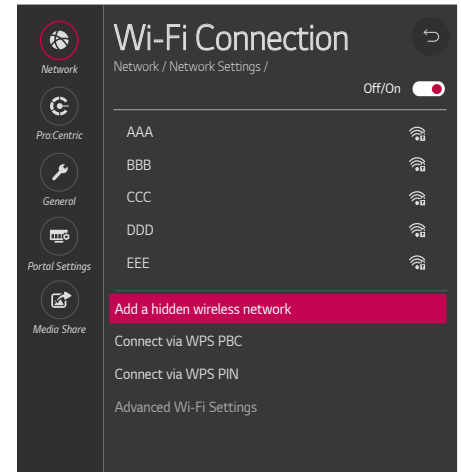 Wi-Fi Connection
Network / Network Settings /
Off/On
Network
Pro:Centric
General
Portal Settings
Media Share
AAA
BBB
CCC
DDD
EEE
Add a hidden wireless network
Connect via WPS PBC
Connect via WPS PIN
Advanced Wi-Fi Settings